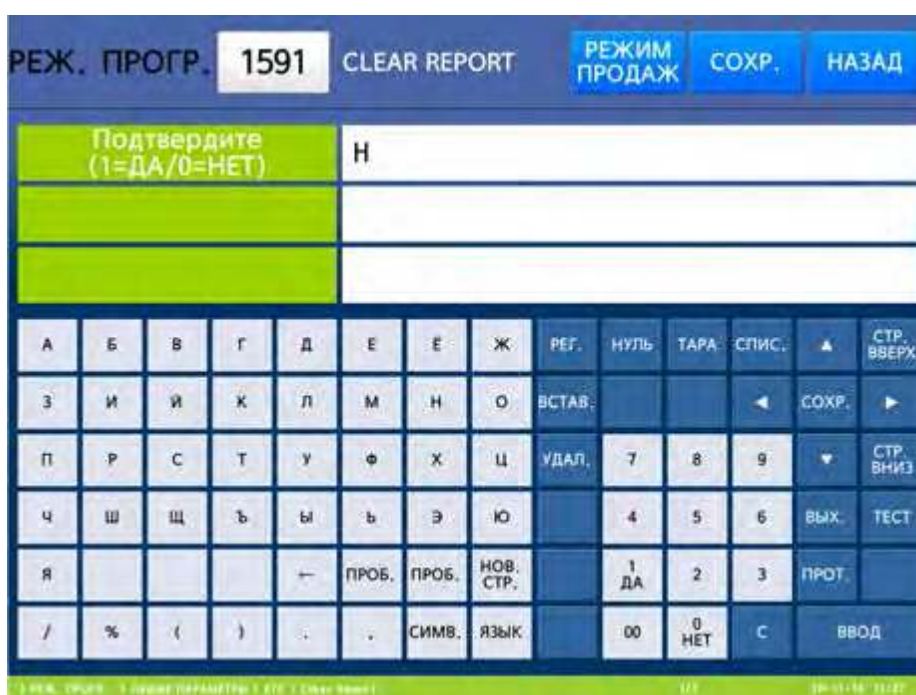 РЕЖ. ПРОГР. 1591 CLEAR REPORT РЕЖИМ ПРОДАЖ СОХР. НАЗАД
Подтвердите
(1=ДА/0=НЕТ)
Н
А Б В Г Д Е Ё Ж РЕГ. НУЛЬ ТАРА СПИС. ▲ СТР. ВВЕРХ
З И Й К Л М Н О ВСТАВ. ◄ СОХР. ►
П Р С Т У Ф Х Ц УДАЛ. 7 8 9 ▼ СТР. ВНИЗ
Ч Ш Щ Ъ Ы Ь Э Ю 4 5 6 ВЫХ. ТЕСТ
Я ← ПРОБ. ПРОБ. НОВ. СТР. 1 ДА 2 3 ПРОТ.
/ % ( ) . . СИМВ. ЯЗЫК 00 0 НЕТ С ВВОД
1/1